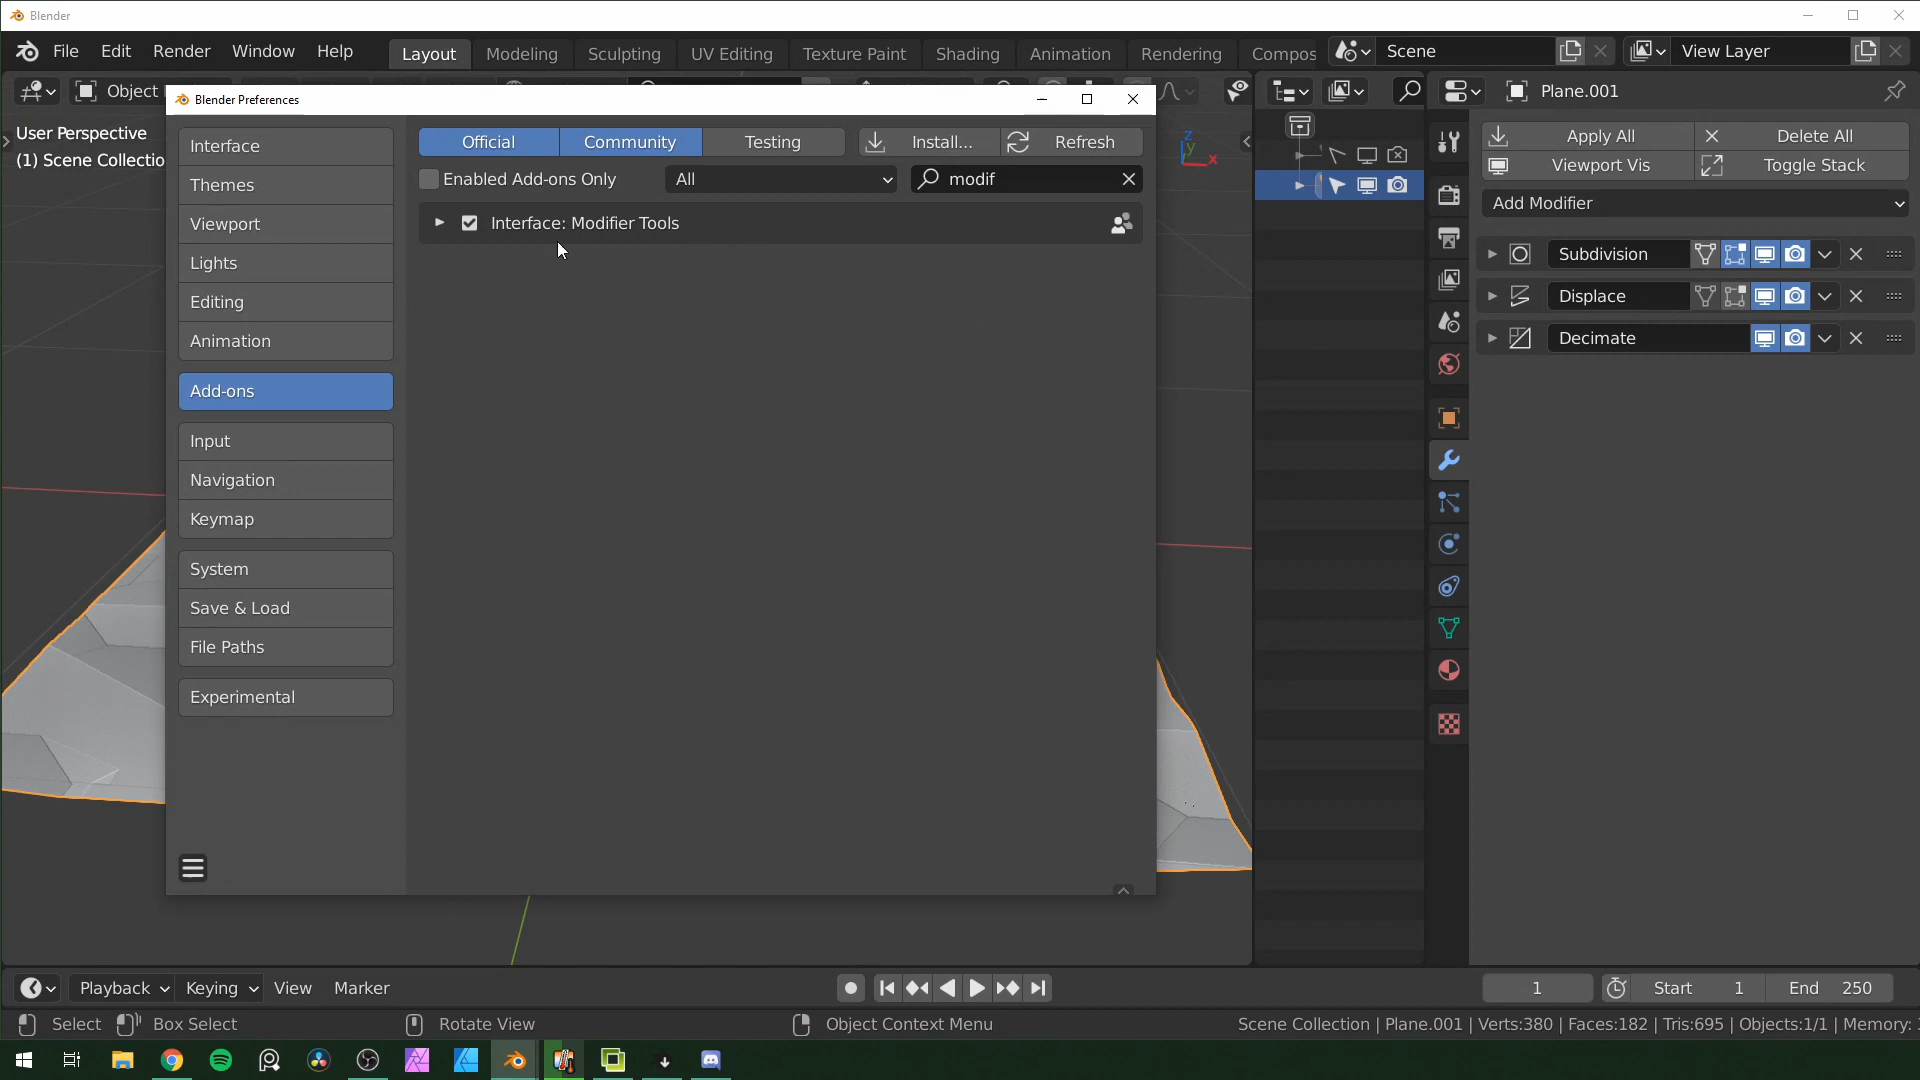 Blender
File Edit Render Window Help Layout Modeling Sculpting UV Editing Texture Paint Shading Animation Rendering Compos Scene View Layer
Object
Plane.001
Blender Preferences
User Perspective
(1) Scene Collectio
Interface
Themes
Viewport
Lights
Editing
Animation
Add-ons
Input
Navigation
Keymap
System
Save & Load
File Paths
Experimental
Official Community Testing Install... Refresh
Enabled Add-ons Only All modif
Interface: Modifier Tools
Z
Y
X
Apply All Delete All
Viewport Vis Toggle Stack
Add Modifier
Subdivision
Displace
Decimate
Playback Keying View Marker 1 Start 1 End 250
Select Box Select Rotate View Object Context Menu Scene Collection | Plane.001 | Verts:380 | Faces:182 | Tris:695 | Objects:1/1 | Memory: